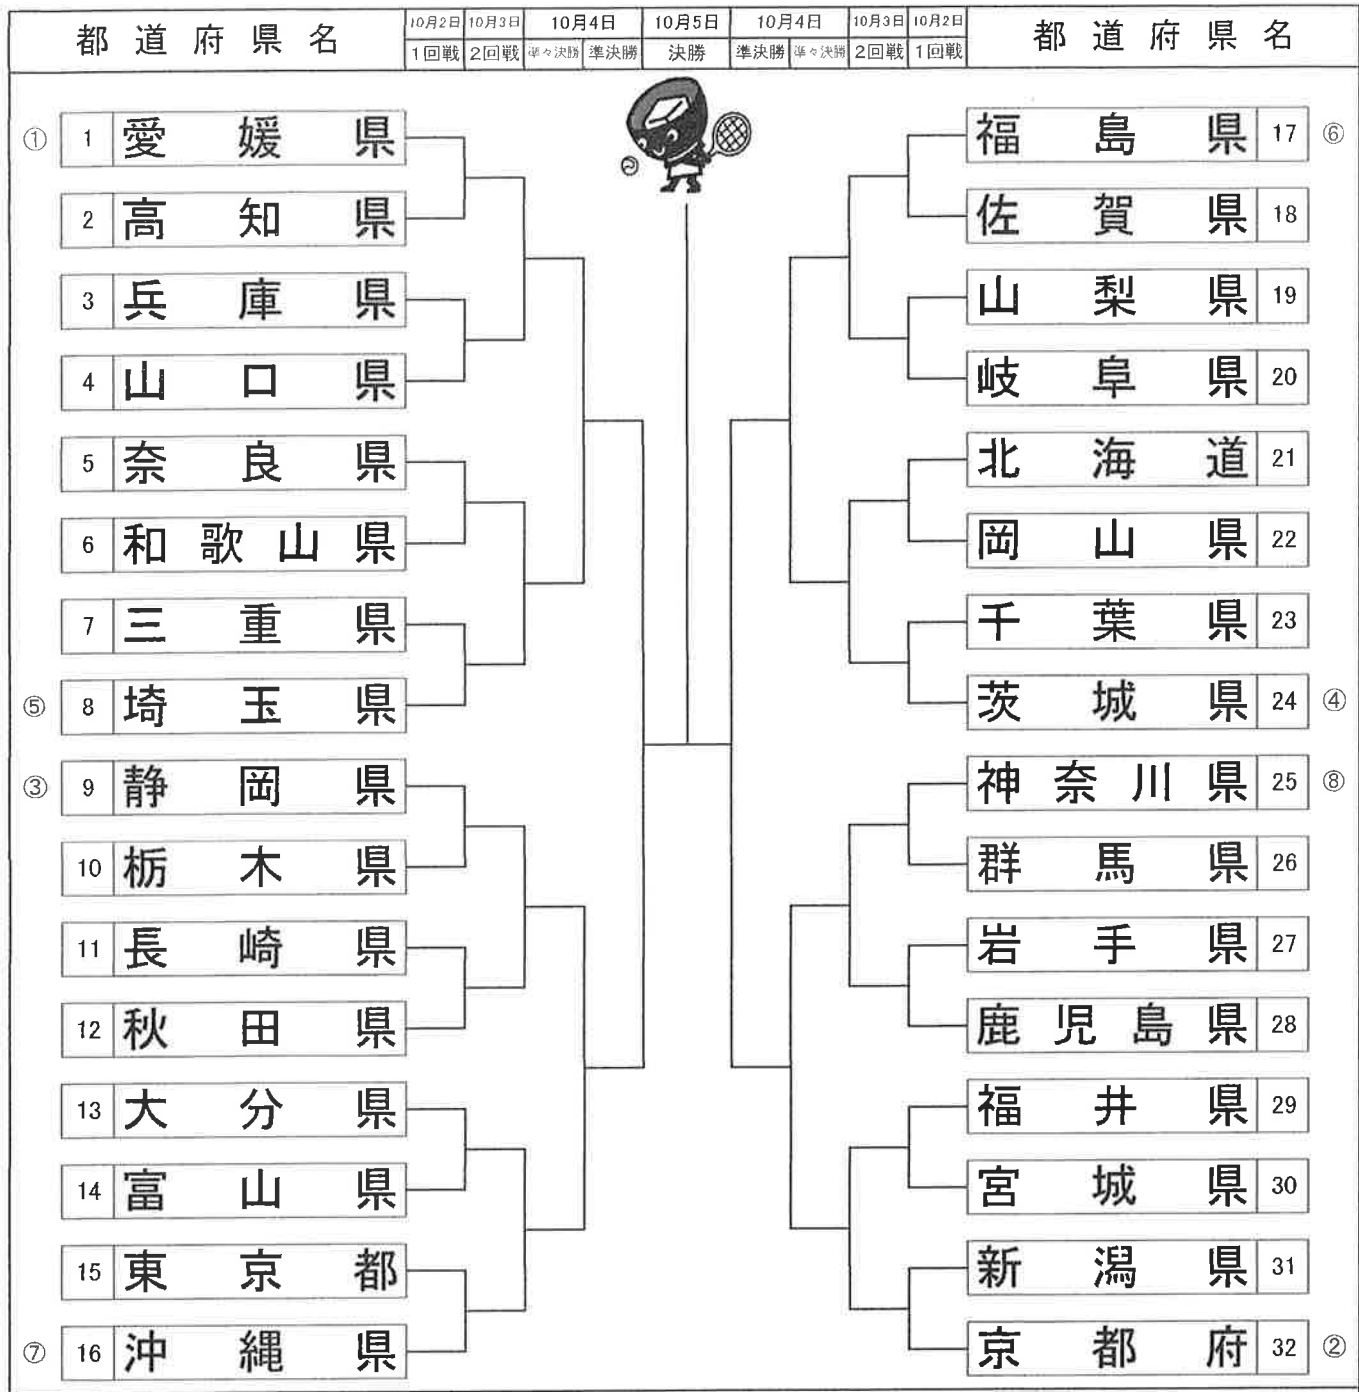 都道府県名 10月2日 10月3日 10月4日 10月5日 10月4日 10月3日 10月2日 都道府県名
1回戦 2回戦 準々決勝 準決勝 決勝 準決勝 準々決勝 2回戦 1回戦
① 1 愛媛県
2 高知県
3 兵庫県
4 山口県
5 奈良県
6 和歌山県
7 三重県
⑤ 8 埼玉県
③ 9 静岡県
10 栃木県
11 長崎県
12 秋田県
13 大分県
14 富山県
15 東京都
⑦ 16 沖縄県
福島県 17 ⑥
佐賀県 18
山梨県 19
岐阜県 20
北海道 21
岡山県 22
千葉県 23
茨城県 24 ④
神奈川県 25 ⑧
群馬県 26
岩手県 27
鹿児島県 28
福井県 29
宮城県 30
新潟県 31
京都府 32 ②